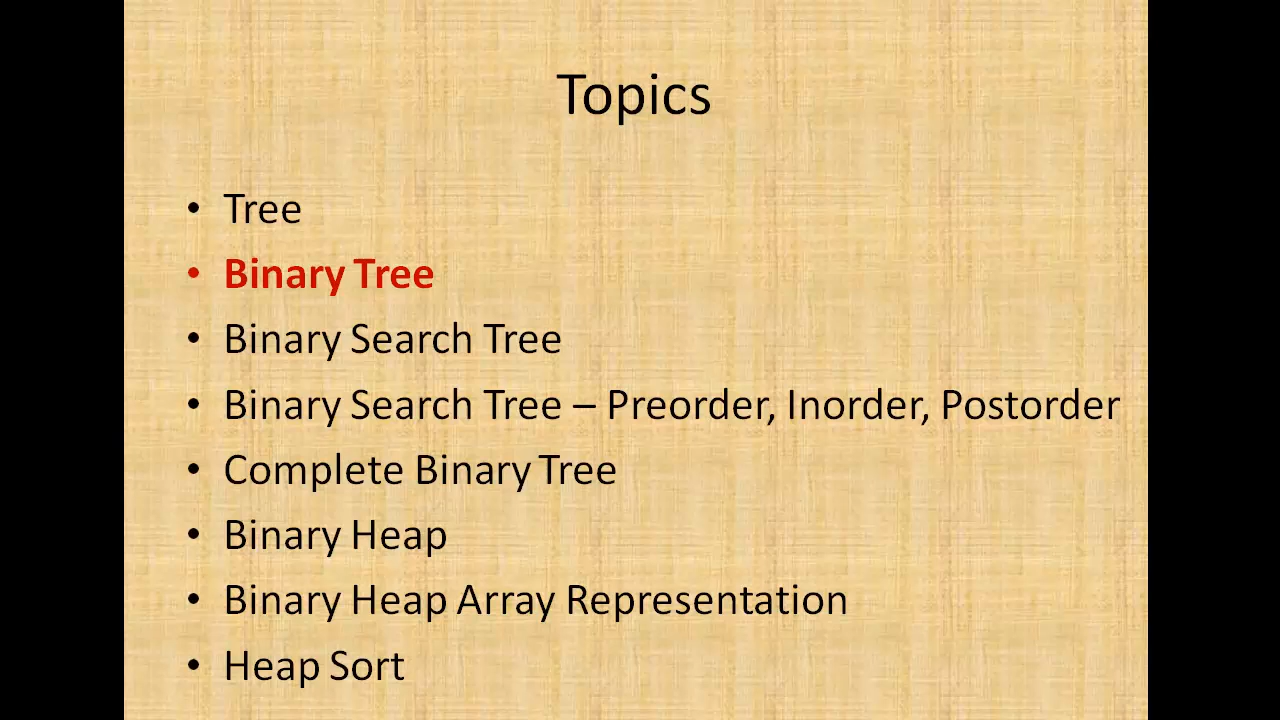 Topics
• Tree
• Binary Tree
• Binary Search Tree
• Binary Search Tree – Preorder, Inorder, Postorder
• Complete Binary Tree
• Binary Heap
• Binary Heap Array Representation
• Heap Sort